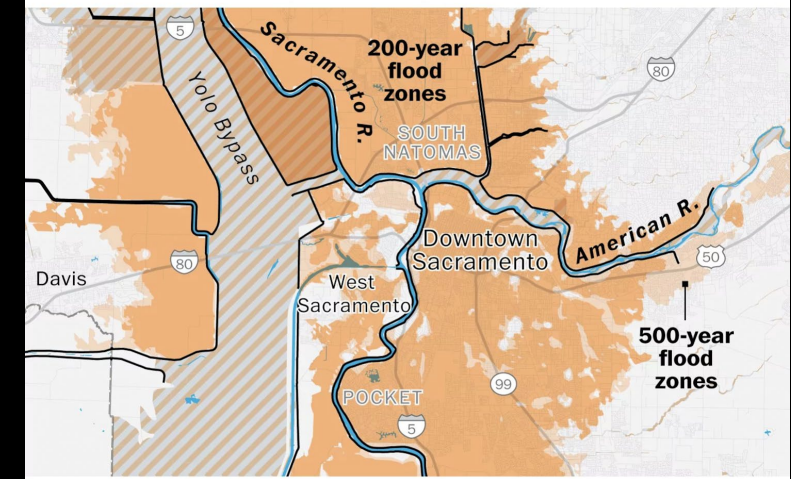 5
Sacramento R.
200-year
flood
zones
80
Yolo Bypass
SOUTH
NATOMAS
American R.
Downtown
Sacramento
50
80
Davis
West
Sacramento
500-year
flood
zones
99
POCKET
5